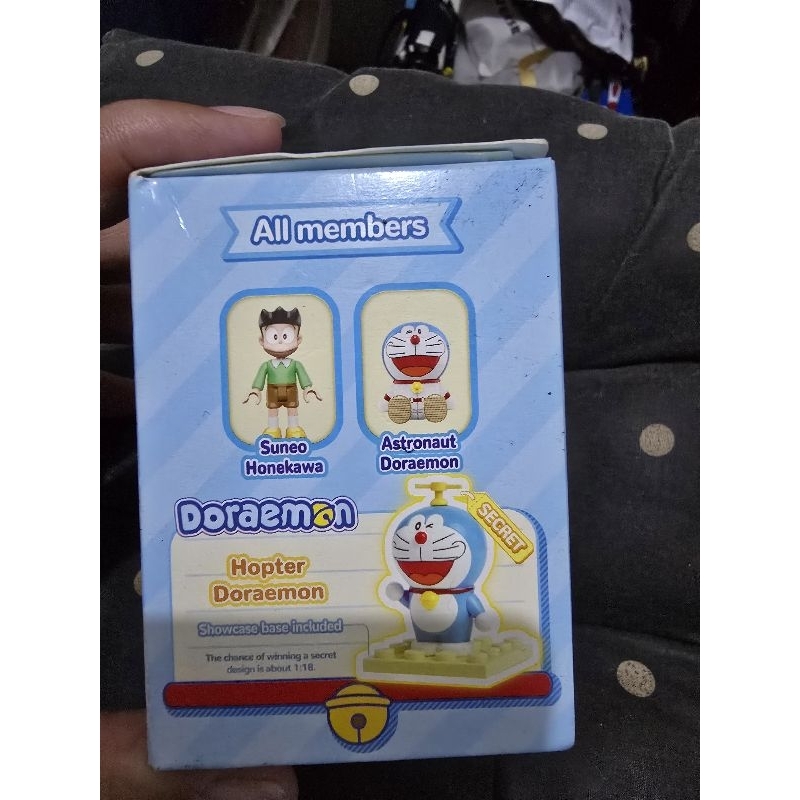 All members
Suneo
Honekawa
Astronaut
Doraemon
Doraemon
SECRET
Hopter
Doraemon
Showcase base included
The chance of winning a secret
design is about 1:18.